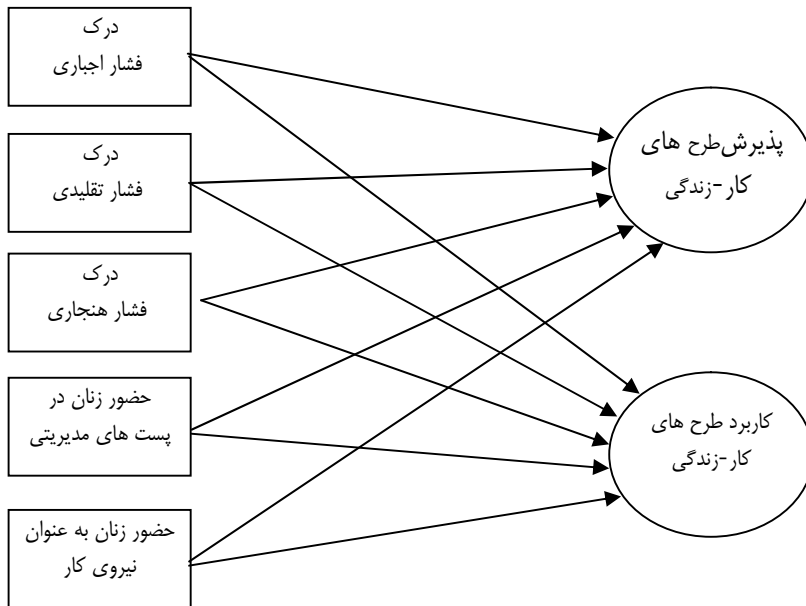 درک
فشار اجباری
درک
فشار تقلیدی
درک
فشار هنجاری
حضور زنان در
پست های مدیریتی
حضور زنان به عنوان
نیروی کار
پذیرش طرح های
کار-زندگی
کاربرد طرح های
کار-زندگی